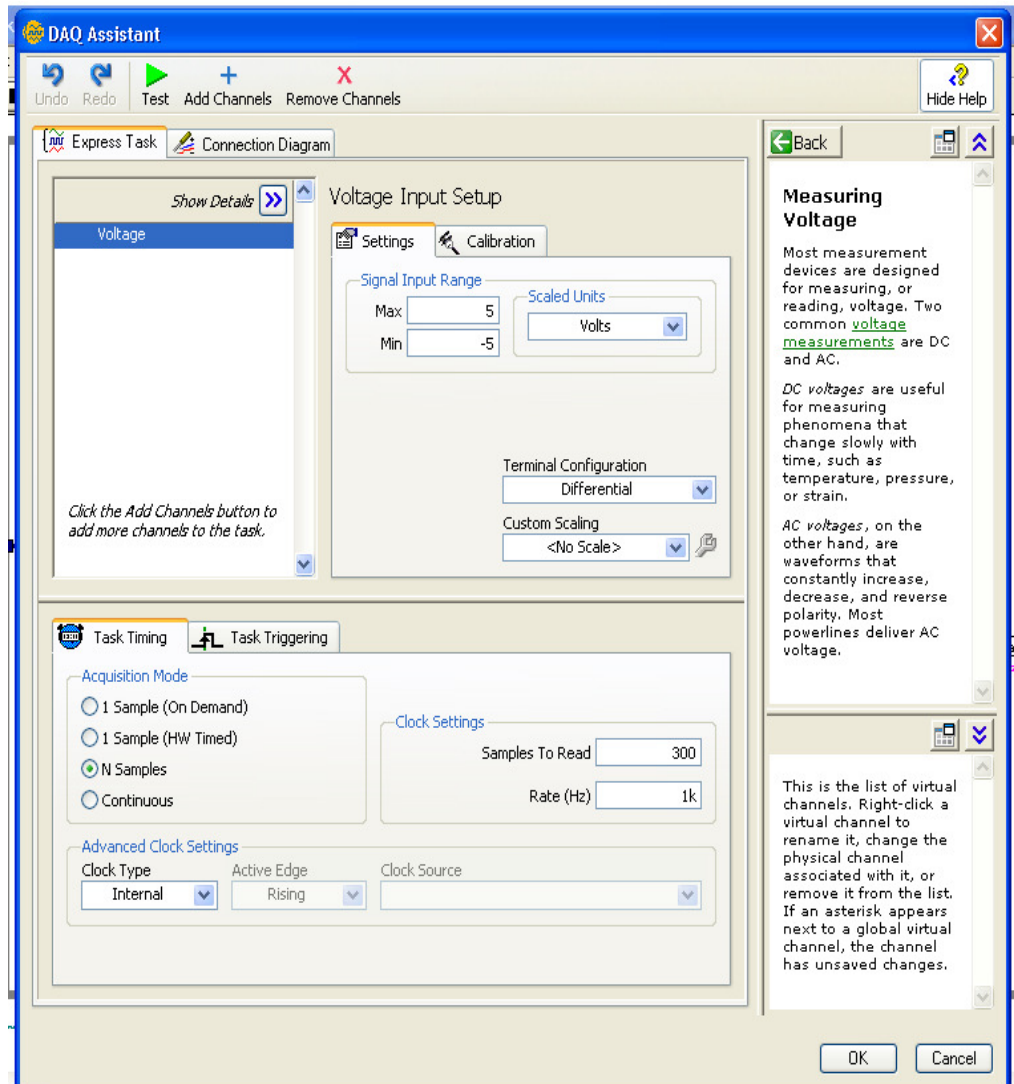 DAQ Assistant
Undo Redo Test Add Channels Remove Channels
Hide Help
Express Task Connection Diagram
Show Details
Voltage
Click the Add Channels button to
add more channels to the task.
Voltage Input Setup
Settings Calibration
Signal Input Range
Max 5
Min -5
Scaled Units
Volts
Terminal Configuration
Differential
Custom Scaling
<No Scale>
Task Timing Task Triggering
Acquisition Mode
1 Sample (On Demand)
1 Sample (HW Timed)
N Samples
Continuous
Clock Settings
Samples To Read 300
Rate (Hz) 1k
Advanced Clock Settings
Clock Type Active Edge Clock Source
Internal Rising
Back
Measuring
Voltage
Most measurement
devices are designed
for measuring, or
reading, voltage. Two
common voltage
measurements are DC
and AC.
DC voltages are useful
for measuring
phenomena that
change slowly with
time, such as
temperature, pressure,
or strain.
AC voltages, on the
other hand, are
waveforms that
constantly increase,
decrease, and reverse
polarity. Most
powerlines deliver AC
voltage.
This is the list of virtual
channels. Right-click a
virtual channel to
rename it, change the
physical channel
associated with it, or
remove it from the list.
If an asterisk appears
next to a global virtual
channel, the channel
has unsaved changes.
OK Cancel